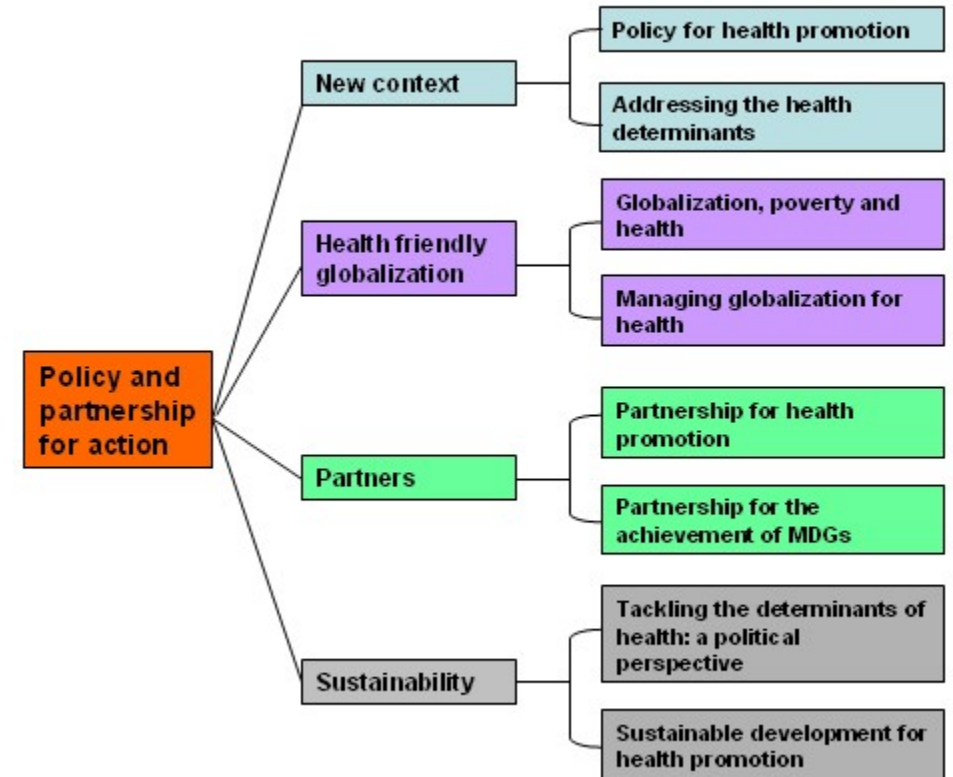 Policy and
partnership
for action
New context
Policy for health promotion
Addressing the health
determinants
Health friendly
globalization
Globalization, poverty and
health
Managing globalization for
health
Partners
Partnership for health
promotion
Partnership for the
achievement of MDGs
Sustainability
Tackling the determinants of
health: a political
perspective
Sustainable development for
health promotion